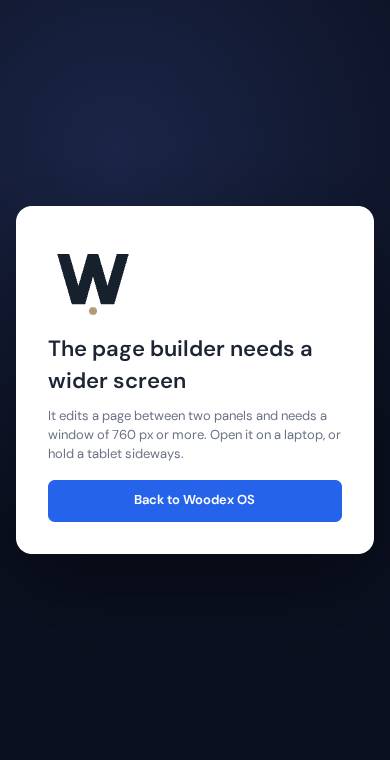 W
The page builder needs a
wider screen
It edits a page between two panels and needs a
window of 760 px or more. Open it on a laptop, or
hold a tablet sideways.
Back to Woodex OS